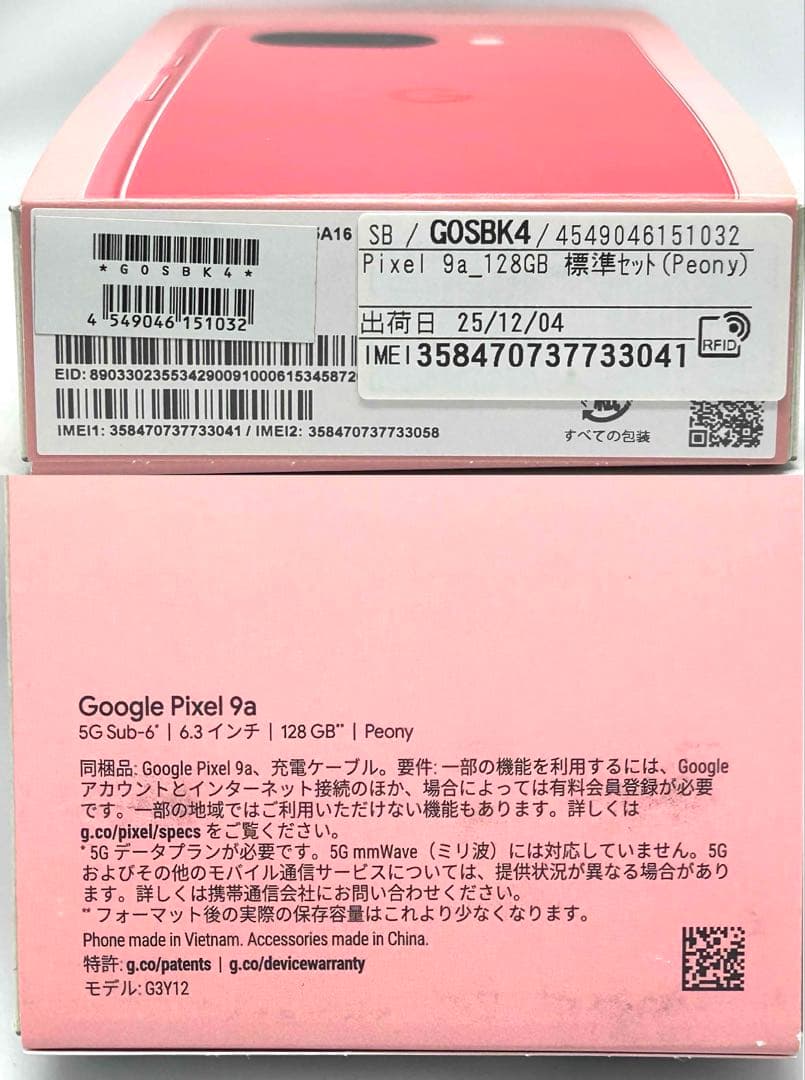 5A16
* G O S B K 4 *
4 549046 151032
SB / GOSBK4 / 4549046151032
Pixel 9a_128GB 標準ｾｯﾄ(Peony)
出荷日 25/12/04
IMEI 358470737733041
RFID
EID: 890330235534290091000615345872
IMEI1: 358470737733041 / IMEI2: 358470737733058
紙
すべての包装
Google Pixel 9a
5G Sub-6* | 6.3 インチ | 128 GB** | Peony
同梱品: Google Pixel 9a、充電ケーブル。要件: 一部の機能を利用するには、Google
アカウントとインターネット接続のほか、場合によっては有料会員登録が必要
です。一部の地域ではご利用いただけない機能もあります。詳しくは
g.co/pixel/specs をご覧ください。
* 5G データプランが必要です。5G mmWave（ミリ波）には対応していません。5G
およびその他のモバイル通信サービスについては、提供状況が異なる場合があり
ます。詳しくは携帯通信会社にお問い合わせください。
** フォーマット後の実際の保存容量はこれより少なくなります。
Phone made in Vietnam. Accessories made in China.
特許: g.co/patents | g.co/devicewarranty
モデル: G3Y12